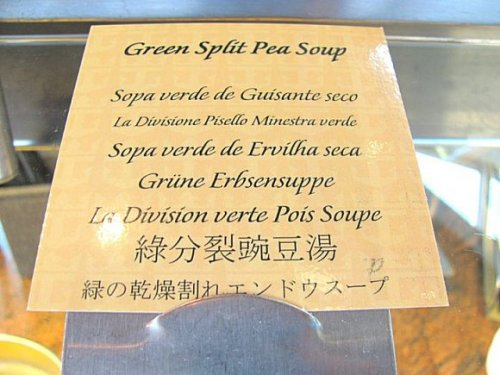 Green Split Pea Soup
Sopa verde de Guisante seco
La Divisione Pisello Minestra verde
Sopa verde de Ervilha seca
Grüne Erbsensuppe
La Division verte Pois Soupe
綠分裂豌豆湯
緑の乾燥割れエンドウスープ